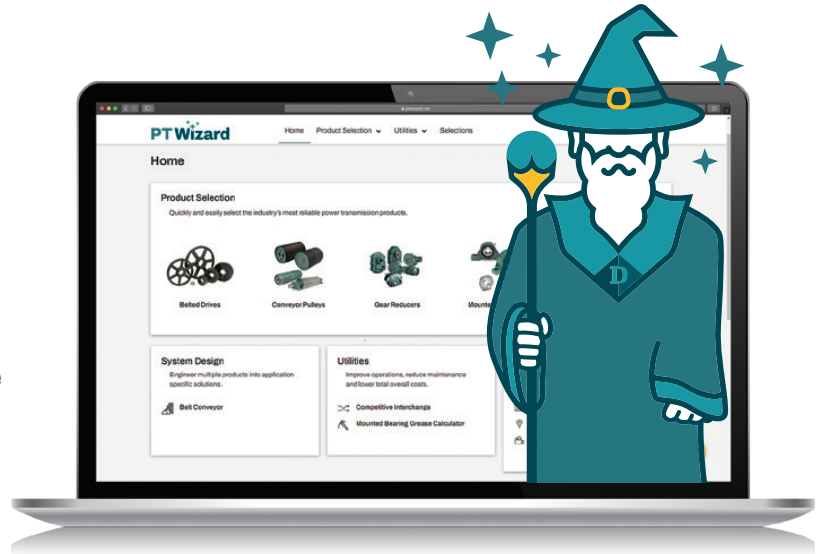 e
PT Wizard
Home Product Selection Utilities Selections
Home
Product Selection
Quickly and easily select the industry's most reliable power transmission products.
Belted Drives Conveyor Pulleys Gear Reducers
D
System Design
Engineer multiple products into application
specific solutions.
Belt Conveyor
Utilities
Improve operations, reduce maintenance
and lower total overall costs.
Competitive Interchange
Mounted Bearing Grease Calculator